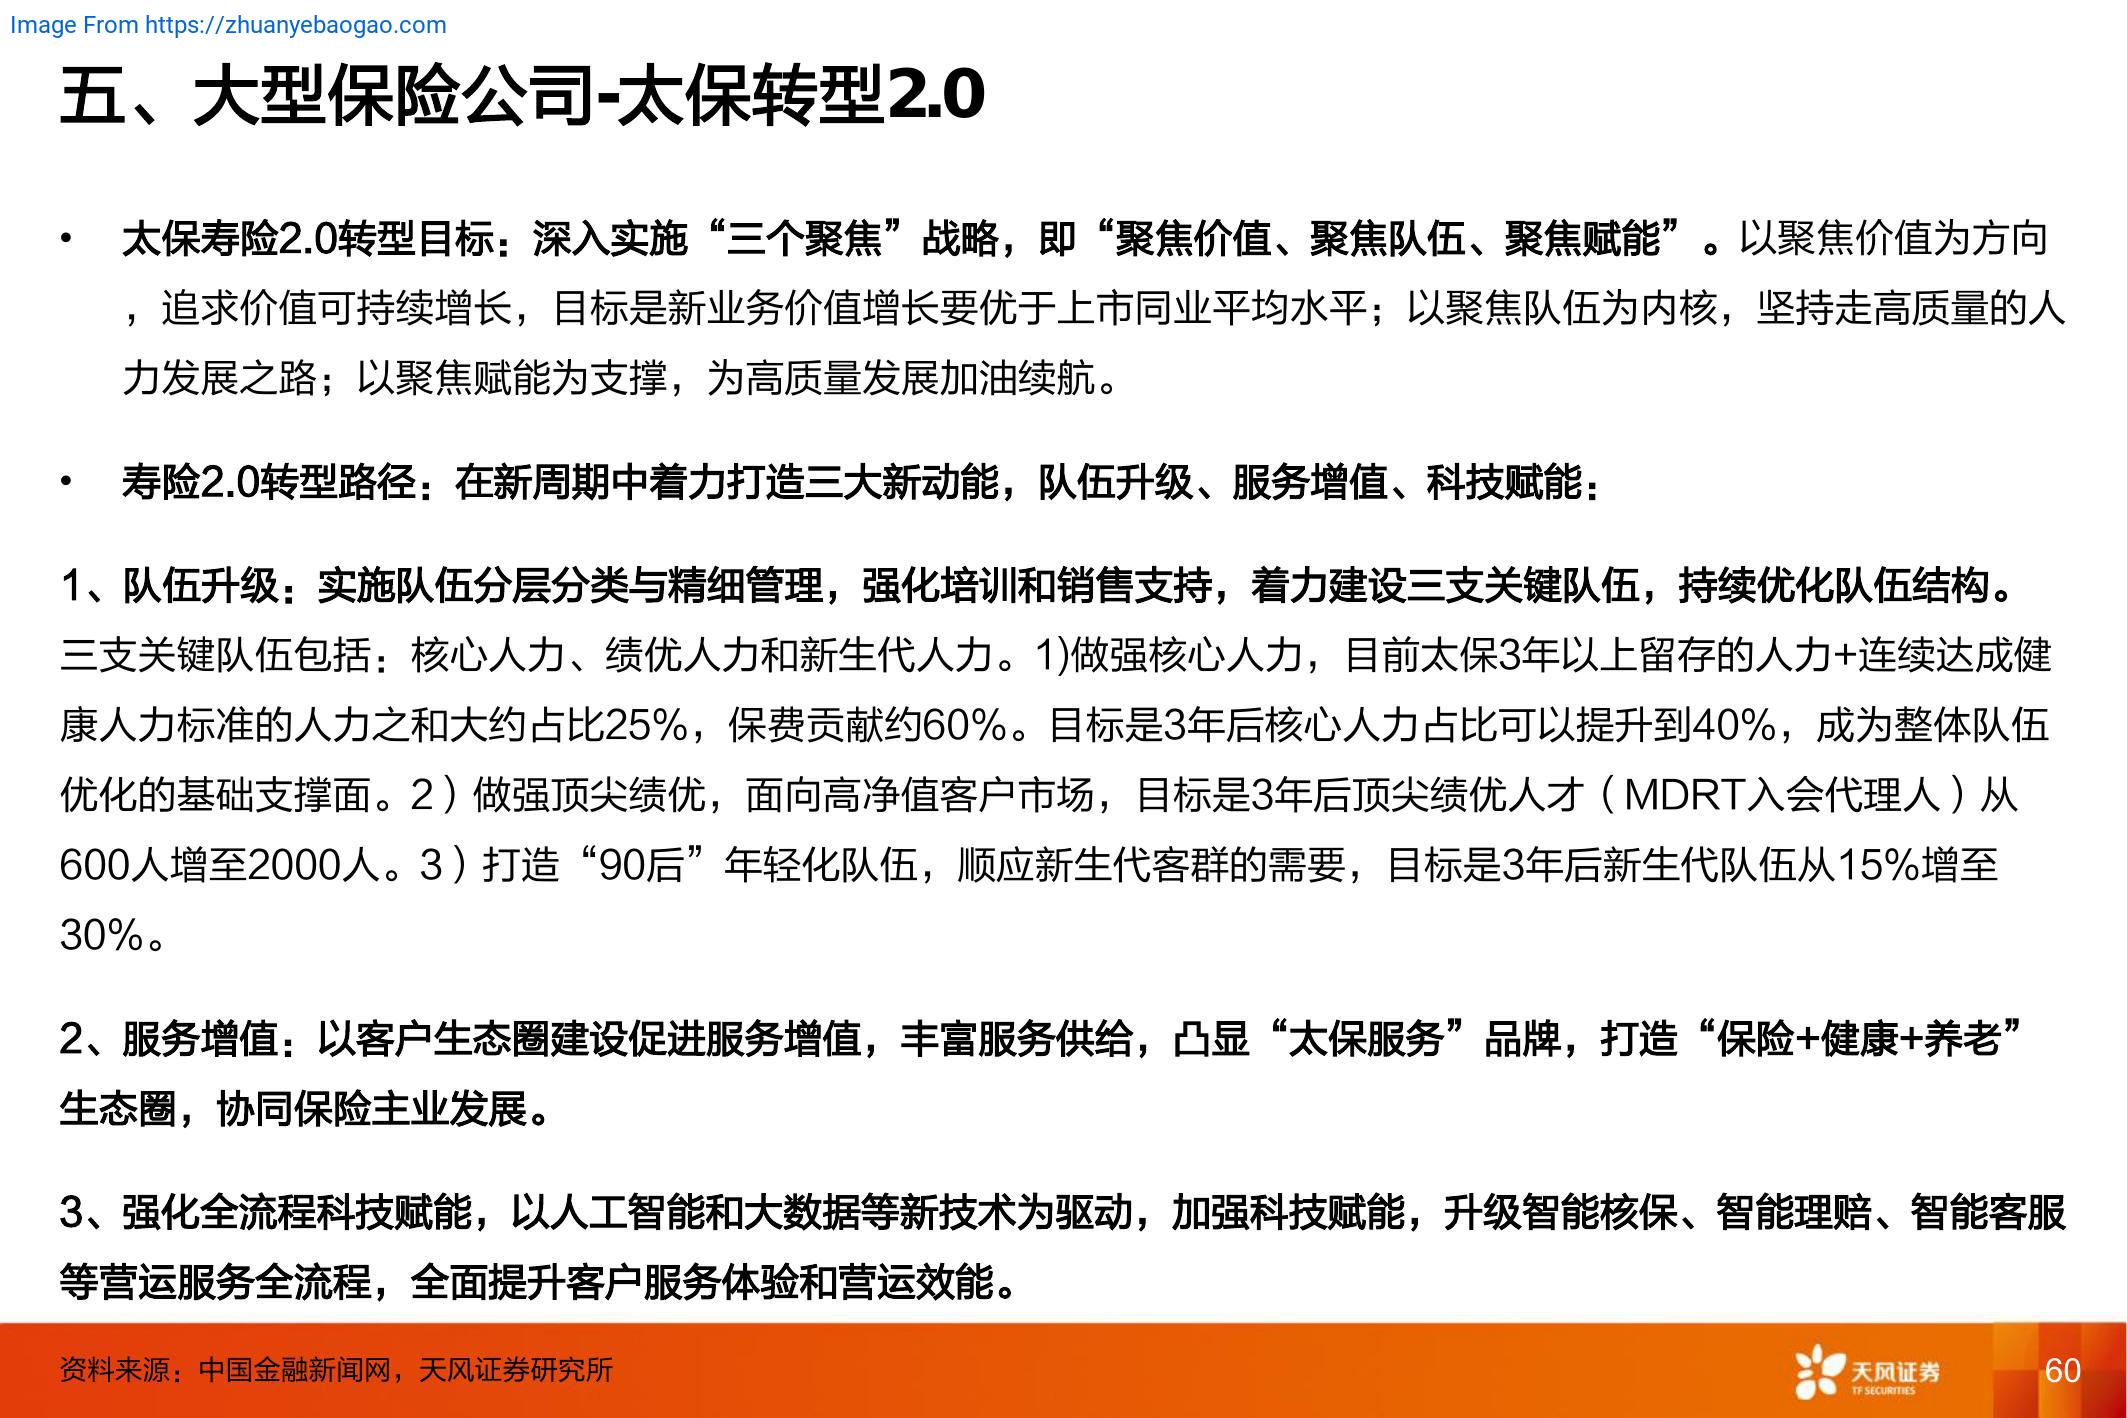 Image From https://zhuanyebaogao.com
五、大型保险公司-太保转型2.0
• 太保寿险2.0转型目标：深入实施“三个聚焦”战略，即“聚焦价值、聚焦队伍、聚焦赋能”。以聚焦价值为方向
，追求价值可持续增长，目标是新业务价值增长要优于上市同业平均水平；以聚焦队伍为内核，坚持走高质量的人
力发展之路；以聚焦赋能为支撑，为高质量发展加油续航。
• 寿险2.0转型路径：在新周期中着力打造三大新动能，队伍升级、服务增值、科技赋能：
1、队伍升级：实施队伍分层分类与精细管理，强化培训和销售支持，着力建设三支关键队伍，持续优化队伍结构。
三支关键队伍包括：核心人力、绩优人力和新生代人力。1)做强核心人力，目前太保3年以上留存的人力+连续达成健
康人力标准的人力之和大约占比25%，保费贡献约60%。目标是3年后核心人力占比可以提升到40%，成为整体队伍
优化的基础支撑面。2）做强顶尖绩优，面向高净值客户市场，目标是3年后顶尖绩优人才（MDRT入会代理人）从
600人增至2000人。3）打造“90后”年轻化队伍，顺应新生代客群的需要，目标是3年后新生代队伍从15%增至
30%。
2、服务增值：以客户生态圈建设促进服务增值，丰富服务供给，凸显“太保服务”品牌，打造“保险+健康+养老”
生态圈，协同保险主业发展。
3、强化全流程科技赋能，以人工智能和大数据等新技术为驱动，加强科技赋能，升级智能核保、智能理赔、智能客服
等营运服务全流程，全面提升客户服务体验和营运效能。
资料来源：中国金融新闻网，天风证券研究所
天风证券
TF SECURITIES
60